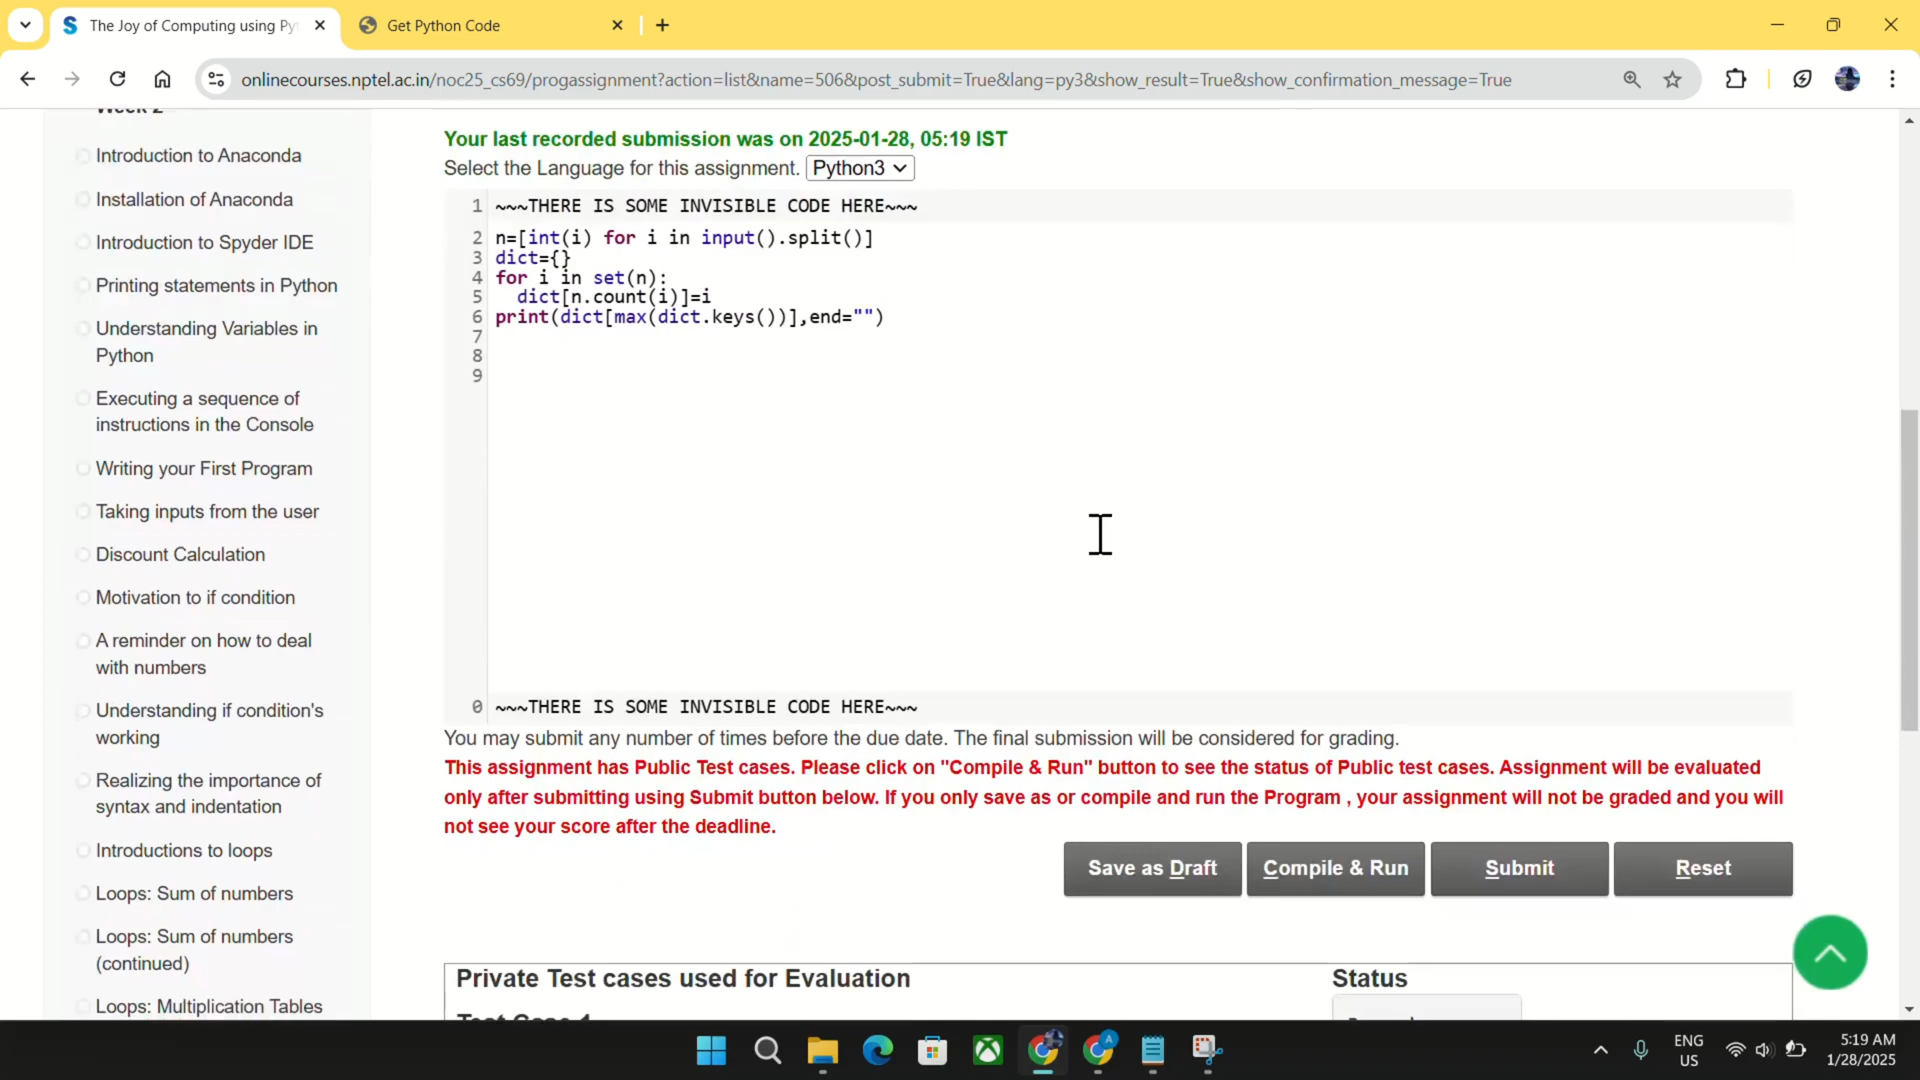 The Joy of Computing using Py
Get Python Code
onlinecourses.nptel.ac.in/noc25_cs69/progassignment?action=list&name=506&post_submit=True&lang=py3&show_result=True&show_confirmation_message=True
Week 2
Introduction to Anaconda
Installation of Anaconda
Introduction to Spyder IDE
Printing statements in Python
Understanding Variables in
Python
Executing a sequence of
instructions in the Console
Writing your First Program
Taking inputs from the user
Discount Calculation
Motivation to if condition
A reminder on how to deal
with numbers
Understanding if condition's
working
Realizing the importance of
syntax and indentation
Introductions to loops
Loops: Sum of numbers
Loops: Sum of numbers
(continued)
Loops: Multiplication Tables
Your last recorded submission was on 2025-01-28, 05:19 IST
Select the Language for this assignment. Python3
1 ~~~THERE IS SOME INVISIBLE CODE HERE~~~
2 n=[int(i) for i in input().split()]
3 dict={}
4 for i in set(n):
5   dict[n.count(i)]=i
6 print(dict[max(dict.keys())],end="")
7
8
9
0 ~~~THERE IS SOME INVISIBLE CODE HERE~~~
You may submit any number of times before the due date. The final submission will be considered for grading.
This assignment has Public Test cases. Please click on "Compile & Run" button to see the status of Public test cases. Assignment will be evaluated
only after submitting using Submit button below. If you only save as or compile and run the Program , your assignment will not be graded and you will
not see your score after the deadline.
Save as Draft Compile & Run Submit Reset
Private Test cases used for Evaluation Status
Test Case 1
ENG
US
5:19 AM
1/28/2025